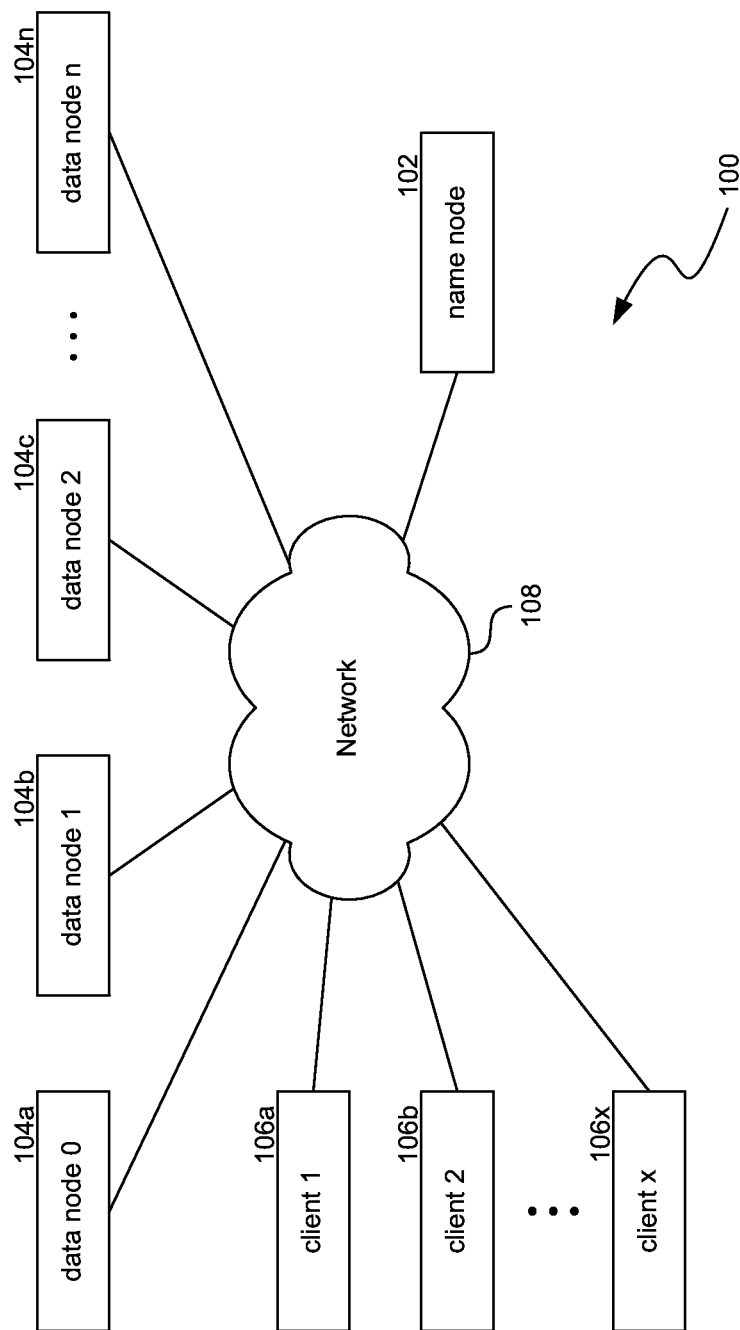 104a
data node 0
104b
data node 1
104c
data node 2
...
104n
data node n
106a
client 1
106b
client 2
...
106x
client x
Network
108
102
name node
100